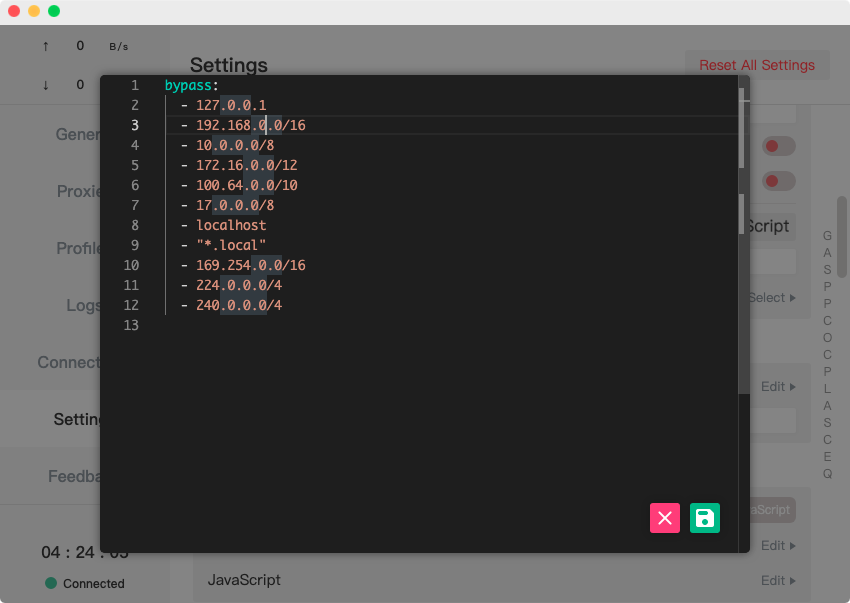 ↑ 0 B/s
↓ 0
Settings
Reset All Settings
Gener
Proxie
Profile
Logs
Connect
Settin
Feedba
04 : 24 : 05
Connected
1 bypass:
2 - 127.0.0.1
3 - 192.168.0.0/16
4 - 10.0.0.0/8
5 - 172.16.0.0/12
6 - 100.64.0.0/10
7 - 17.0.0.0/8
8 - localhost
9 - "*.local"
10 - 169.254.0.0/16
11 - 224.0.0.0/4
12 - 240.0.0.0/4
13
Script
Select
Edit
aScript
Edit
JavaScript
Edit
G
A
S
P
P
C
O
C
P
L
A
S
C
E
Q